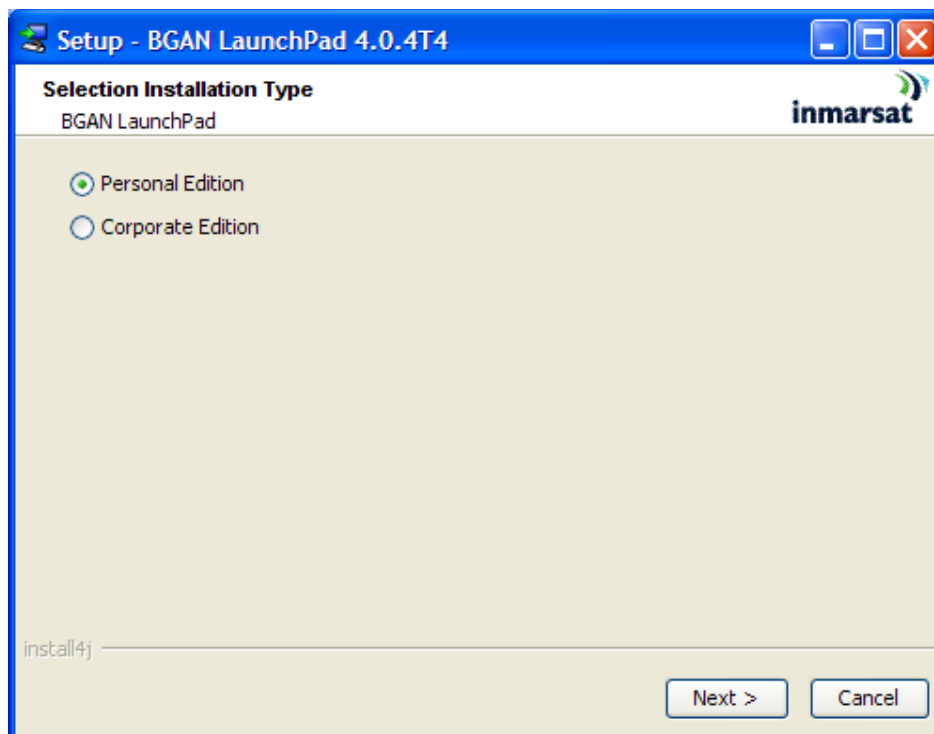 Setup - BGAN LaunchPad 4.0.4T4
Selection Installation Type
BGAN LaunchPad
inmarsat
Personal Edition
Corporate Edition
install4j
Next >
Cancel